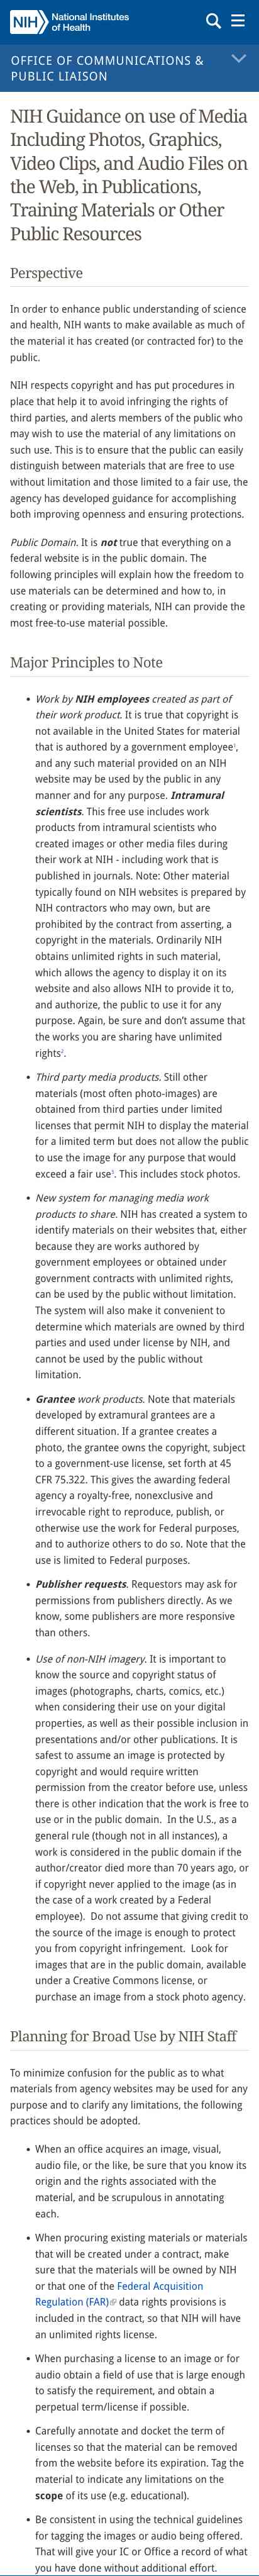 NIH
National Institutes
of Health
OFFICE OF COMMUNICATIONS &
PUBLIC LIAISON
NIH Guidance on use of Media
Including Photos, Graphics,
Video Clips, and Audio Files on
the Web, in Publications,
Training Materials or Other
Public Resources
Perspective
In order to enhance public understanding of science
and health, NIH wants to make available as much of
the material it has created (or contracted for) to the
public.
NIH respects copyright and has put procedures in
place that help it to avoid infringing the rights of
third parties, and alerts members of the public who
may wish to use the material of any limitations on
such use. This is to ensure that the public can easily
distinguish between materials that are free to use
without limitation and those limited to a fair use, the
agency has developed guidance for accomplishing
both improving openness and ensuring protections.
Public Domain. It is not true that everything on a
federal website is in the public domain. The
following principles will explain how the freedom to
use materials can be determined and how to, in
creating or providing materials, NIH can provide the
most free-to-use material possible.
Major Principles to Note
• Work by NIH employees created as part of
their work product. It is true that copyright is
not available in the United States for material
that is authored by a government employee¹,
and any such material provided on an NIH
website may be used by the public in any
manner and for any purpose. Intramural
scientists. This free use includes work
products from intramural scientists who
created images or other media files during
their work at NIH - including work that is
published in journals. Note: Other material
typically found on NIH websites is prepared by
NIH contractors who may own, but are
prohibited by the contract from asserting, a
copyright in the materials. Ordinarily NIH
obtains unlimited rights in such material,
which allows the agency to display it on its
website and also allows NIH to provide it to,
and authorize, the public to use it for any
purpose. Again, be sure and don’t assume that
the works you are sharing have unlimited
rights².
• Third party media products. Still other
materials (most often photo-images) are
obtained from third parties under limited
licenses that permit NIH to display the material
for a limited term but does not allow the public
to use the image for any purpose that would
exceed a fair use³. This includes stock photos.
• New system for managing media work
products to share. NIH has created a system to
identify materials on their websites that, either
because they are works authored by
government employees or obtained under
government contracts with unlimited rights,
can be used by the public without limitation.
The system will also make it convenient to
determine which materials are owned by third
parties and used under license by NIH, and
cannot be used by the public without
limitation.
• Grantee work products. Note that materials
developed by extramural grantees are a
different situation. If a grantee creates a
photo, the grantee owns the copyright, subject
to a government-use license, set forth at 45
CFR 75.322. This gives the awarding federal
agency a royalty-free, nonexclusive and
irrevocable right to reproduce, publish, or
otherwise use the work for Federal purposes,
and to authorize others to do so. Note that the
use is limited to Federal purposes.
• Publisher requests. Requestors may ask for
permissions from publishers directly. As we
know, some publishers are more responsive
than others.
• Use of non-NIH imagery. It is important to
know the source and copyright status of
images (photographs, charts, comics, etc.)
when considering their use on your digital
properties, as well as their possible inclusion in
presentations and/or other publications. It is
safest to assume an image is protected by
copyright and would require written
permission from the creator before use, unless
there is other indication that the work is free to
use or in the public domain.  In the U.S., as a
general rule (though not in all instances), a
work is considered in the public domain if the
author/creator died more than 70 years ago, or
if copyright never applied to the image (as in
the case of a work created by a Federal
employee).  Do not assume that giving credit to
the source of the image is enough to protect
you from copyright infringement.  Look for
images that are in the public domain, available
under a Creative Commons license, or
purchase an image from a stock photo agency.
Planning for Broad Use by NIH Staff
To minimize confusion for the public as to what
materials from agency websites may be used for any
purpose and to clarify any limitations, the following
practices should be adopted.
• When an office acquires an image, visual,
audio file, or the like, be sure that you know its
origin and the rights associated with the
material, and be scrupulous in annotating
each.
• When procuring existing materials or materials
that will be created under a contract, make
sure that the materials will be owned by NIH
or that one of the Federal Acquisition
Regulation (FAR) data rights provisions is
included in the contract, so that NIH will have
an unlimited rights license.
• When purchasing a license to an image or for
audio obtain a field of use that is large enough
to satisfy the requirement, and obtain a
perpetual term/license if possible.
• Carefully annotate and docket the term of
licenses so that the material can be removed
from the website before its expiration. Tag the
material to indicate any limitations on the
scope of its use (e.g. educational).
• Be consistent in using the technical guidelines
for tagging the images or audio being offered.
That will give your IC or Office a record of what
you have done without additional effort.